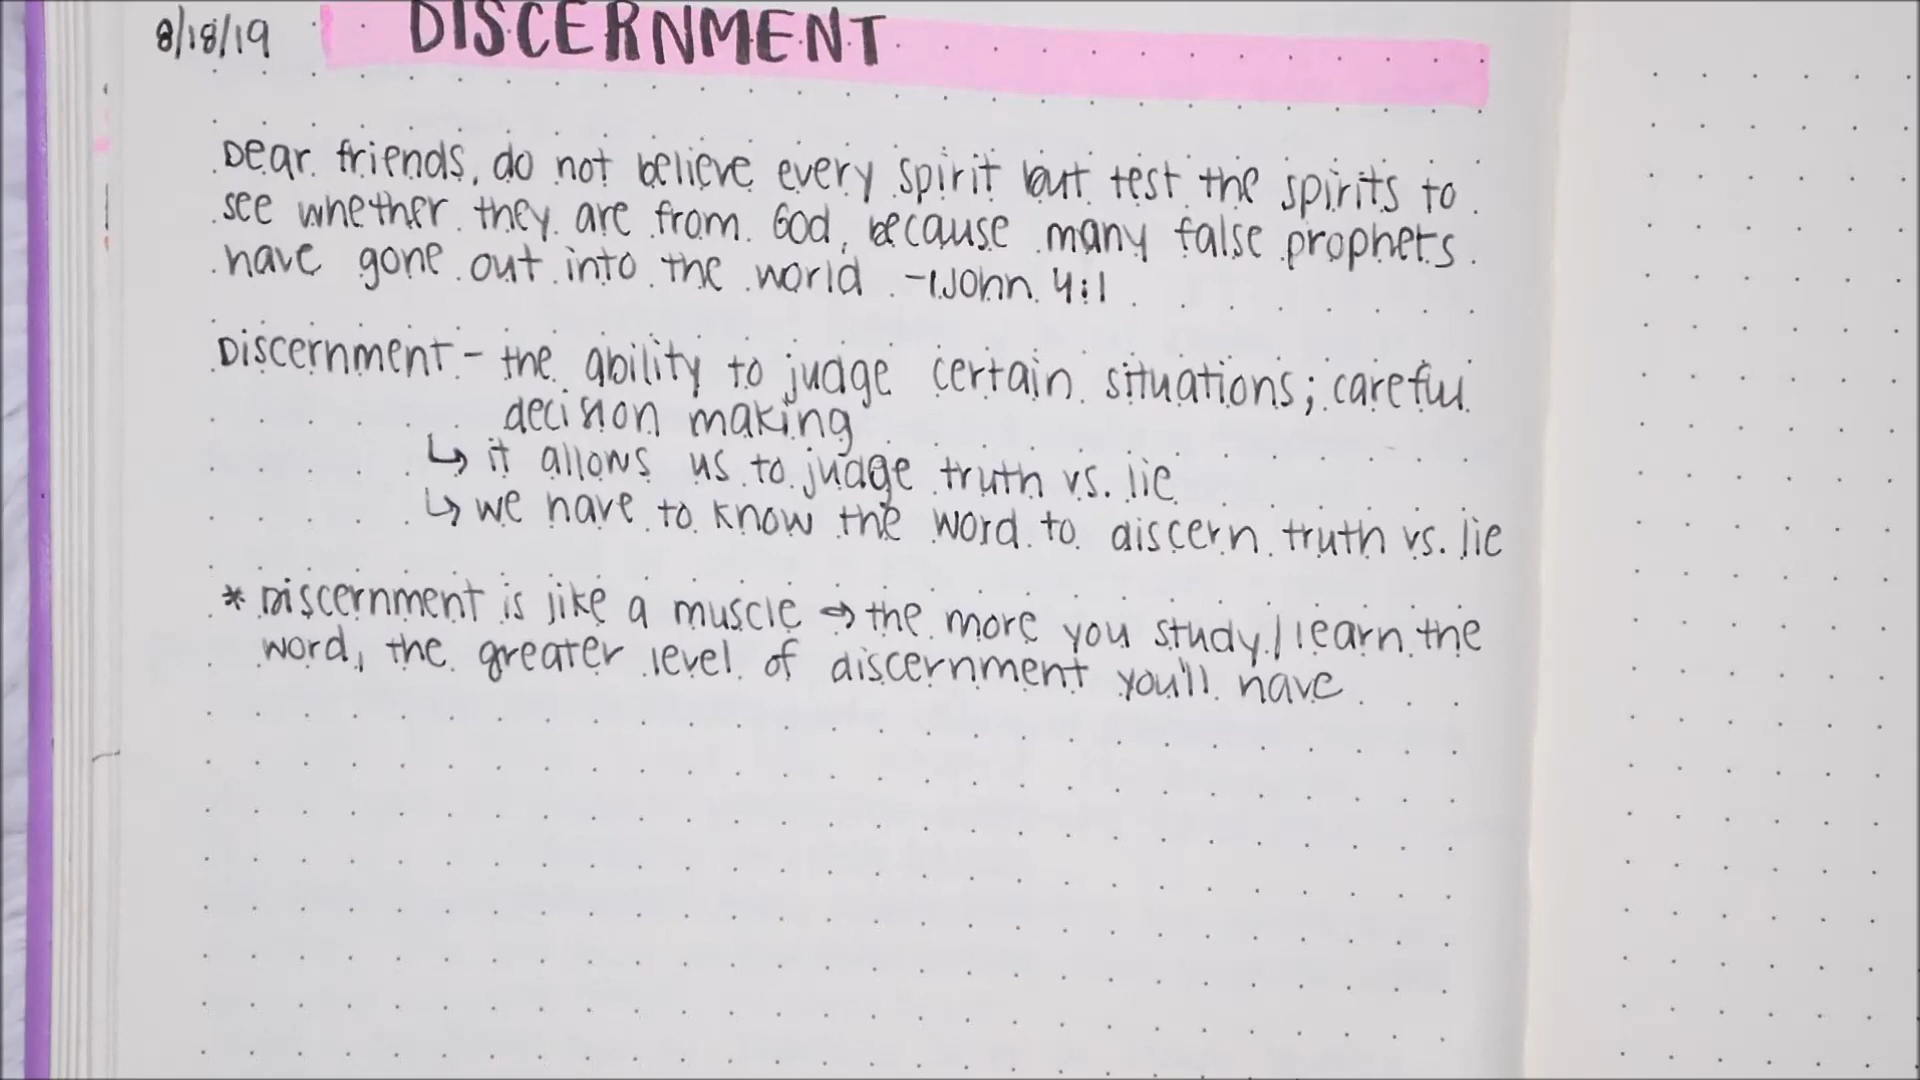 8/18/19 DISCERNMENT
Dear friends, do not believe every spirit but test the spirits to
see whether they are from God, because many false prophets
have gone out into the world -1John 4:1
Discernment - the ability to judge certain situations; careful
decision making
↳ it allows us to judge truth vs. lie
↳ we have to know the word to discern truth vs. lie
* Discernment is like a muscle → the more you study/learn the
word, the greater level of discernment you'll have